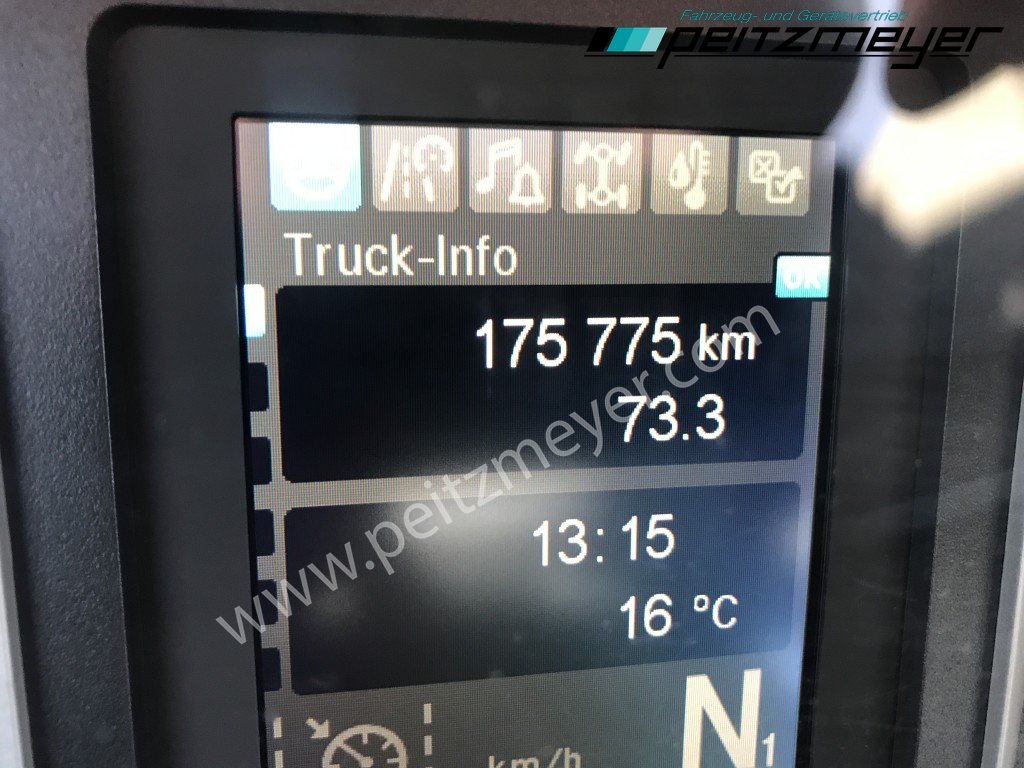 Fahrzeug- und Gerätevertrieb
peitzmeyer
Truck-Info
OK
175 775 km
73.3
www.peitzmeyer.com
13:15
16 °C
N1
km/h